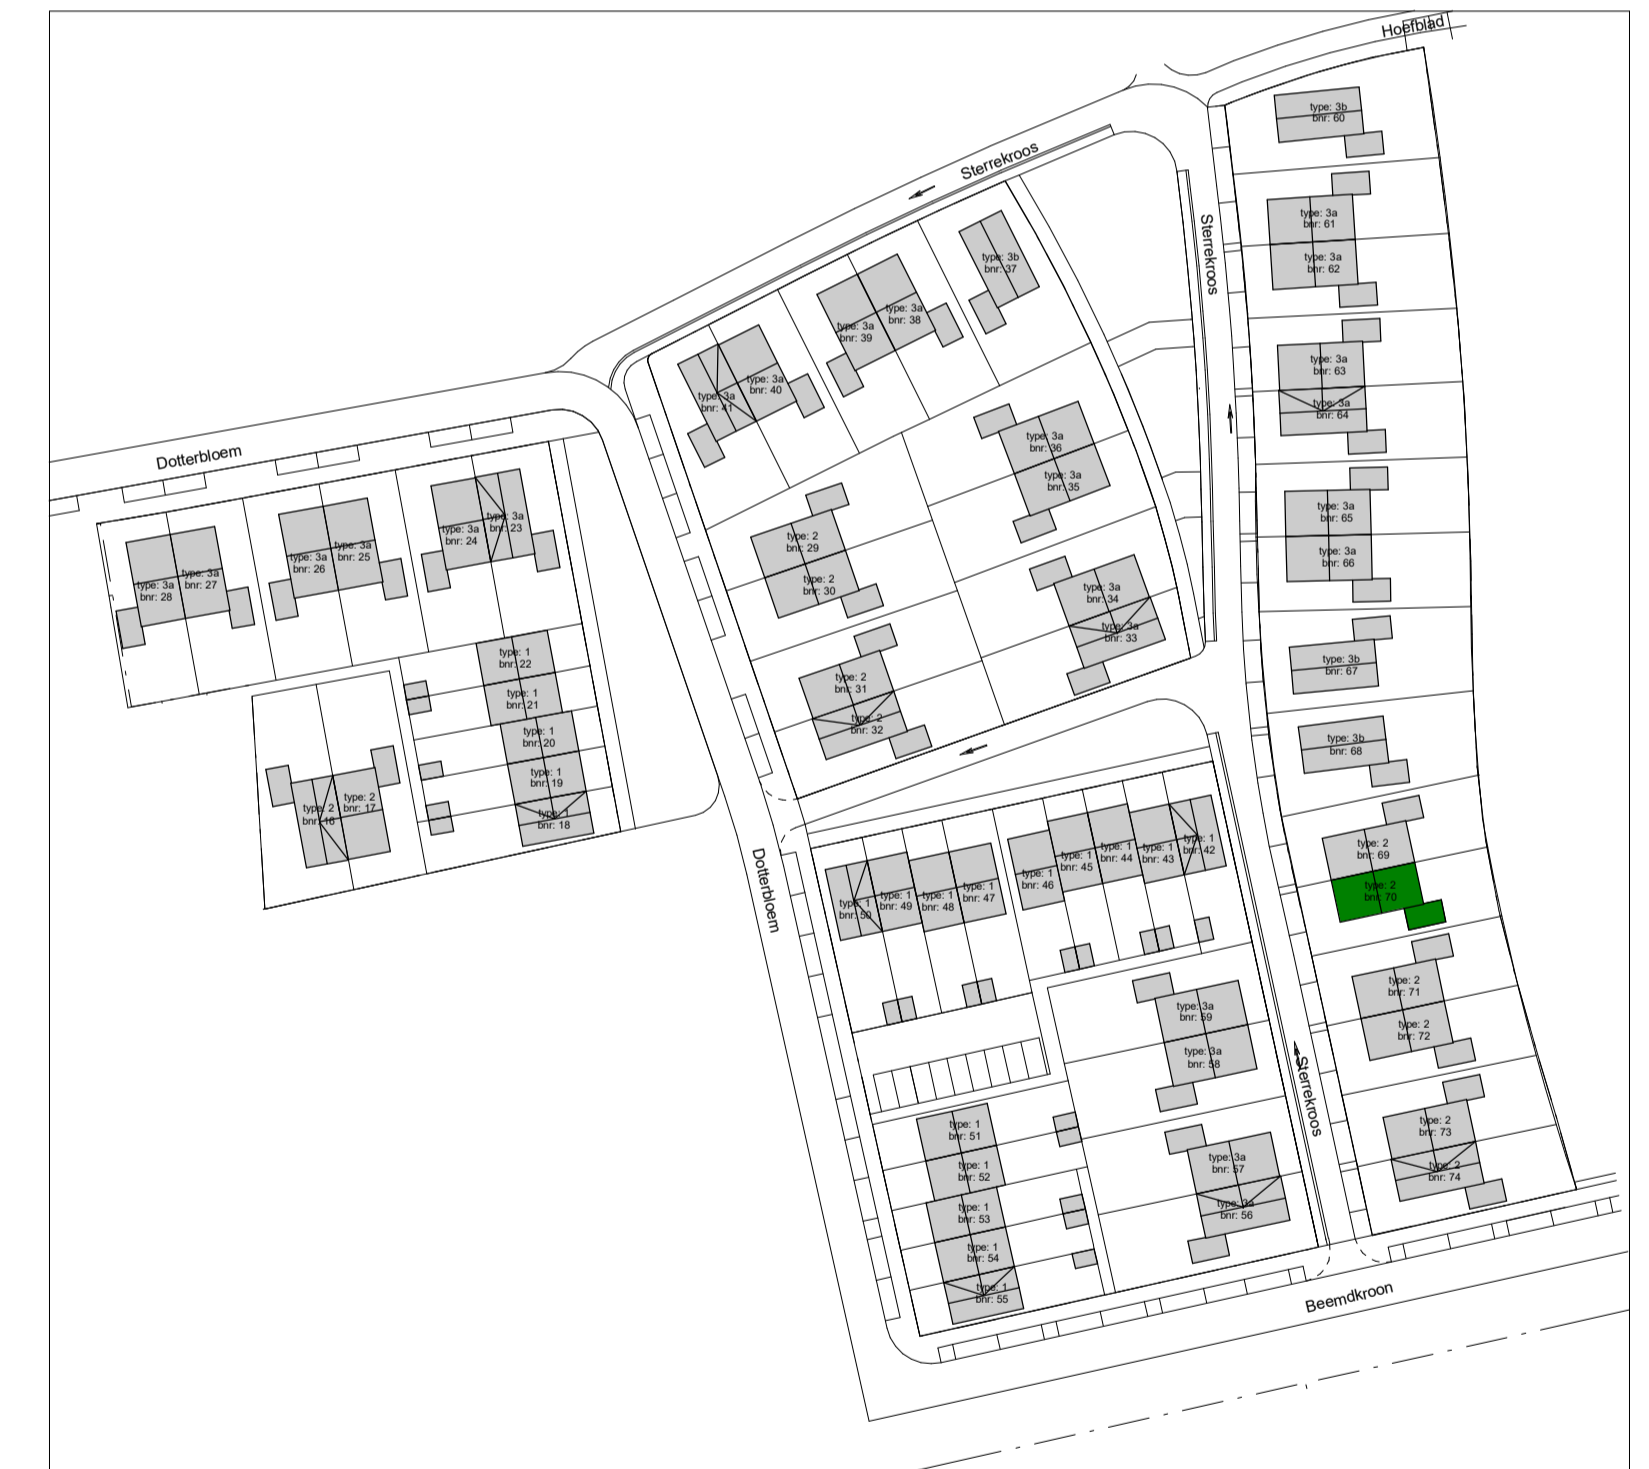 Hoefblad
Sterrekroos
Sterrekroos
Dotterbloem
Dotterbloem
Sterrekroos
Beemdkroon
type: 3b
bnr: 60
type: 3a
bnr: 61
type: 3a
bnr: 62
type: 3a
bnr: 63
type: 3a
bnr: 64
type: 3a
bnr: 65
type: 3a
bnr: 66
type: 3b
bnr: 67
type: 3b
bnr: 68
type: 2
bnr: 69
type: 2
bnr: 70
type: 2
bnr: 71
type: 2
bnr: 72
type: 2
bnr: 73
type: 2
bnr: 74
type: 3b
bnr: 37
type: 3a
bnr: 38
type: 3a
bnr: 39
type: 3a
bnr: 40
type: 3a
bnr: 41
type: 3a
bnr: 36
type: 3a
bnr: 35
type: 3a
bnr: 34
type: 3a
bnr: 33
type: 2
bnr: 29
type: 2
bnr: 30
type: 2
bnr: 31
type: 2
bnr: 32
type: 3a
bnr: 23
type: 3a
bnr: 24
type: 3a
bnr: 25
type: 3a
bnr: 26
type: 3a
bnr: 27
type: 3a
bnr: 28
type: 1
bnr: 22
type: 1
bnr: 21
type: 1
bnr: 20
type: 1
bnr: 19
type: 1
bnr: 18
type: 2
bnr: 17
type: 2
bnr: 16
type: 1
bnr: 42
type: 1
bnr: 43
type: 1
bnr: 44
type: 1
bnr: 45
type: 1
bnr: 46
type: 1
bnr: 47
type: 1
bnr: 48
type: 1
bnr: 49
type: 1
bnr: 50
type: 3a
bnr: 59
type: 3a
bnr: 58
type: 3a
bnr: 57
type: 3a
bnr: 56
type: 1
bnr: 51
type: 1
bnr: 52
type: 1
bnr: 53
type: 1
bnr: 54
type: 1
bnr: 55